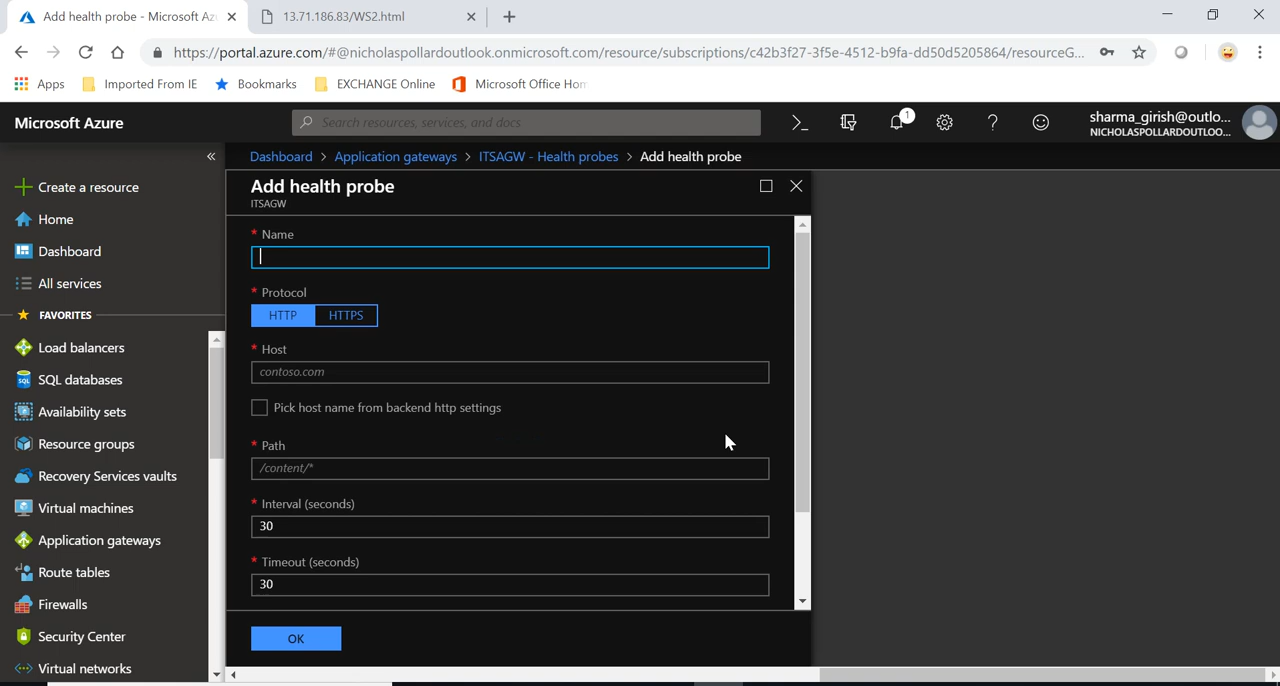 Add health probe - Microsoft Az
13.71.186.83/WS2.html
https://portal.azure.com/#@nicholaspollardoutlook.onmicrosoft.com/resource/subscriptions/c42b3f27-3f5e-4512-b9fa-dd50d5205864/resourceG...
Apps
Imported From IE
Bookmarks
EXCHANGE Online
Microsoft Office Hom
Microsoft Azure
Search resources, services, and docs
1
sharma_girish@outlo...
NICHOLASPOLLARDOUTLOO...
Dashboard > Application gateways > ITSAGW - Health probes > Add health probe
«
Create a resource
Home
Dashboard
All services
FAVORITES
Load balancers
SQL databases
Availability sets
Resource groups
Recovery Services vaults
Virtual machines
Application gateways
Route tables
Firewalls
Security Center
Virtual networks
Add health probe
ITSAGW
* Name
* Protocol
HTTP HTTPS
* Host
contoso.com
Pick host name from backend http settings
* Path
/content/*
* Interval (seconds)
30
* Timeout (seconds)
30
OK